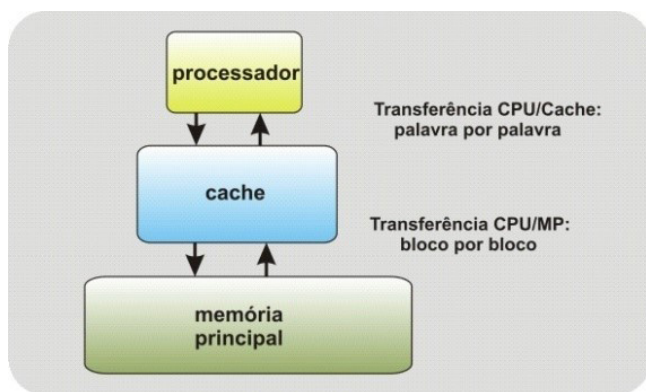 processador
Transferência CPU/Cache:
palavra por palavra
cache
Transferência CPU/MP:
bloco por bloco
memória
principal